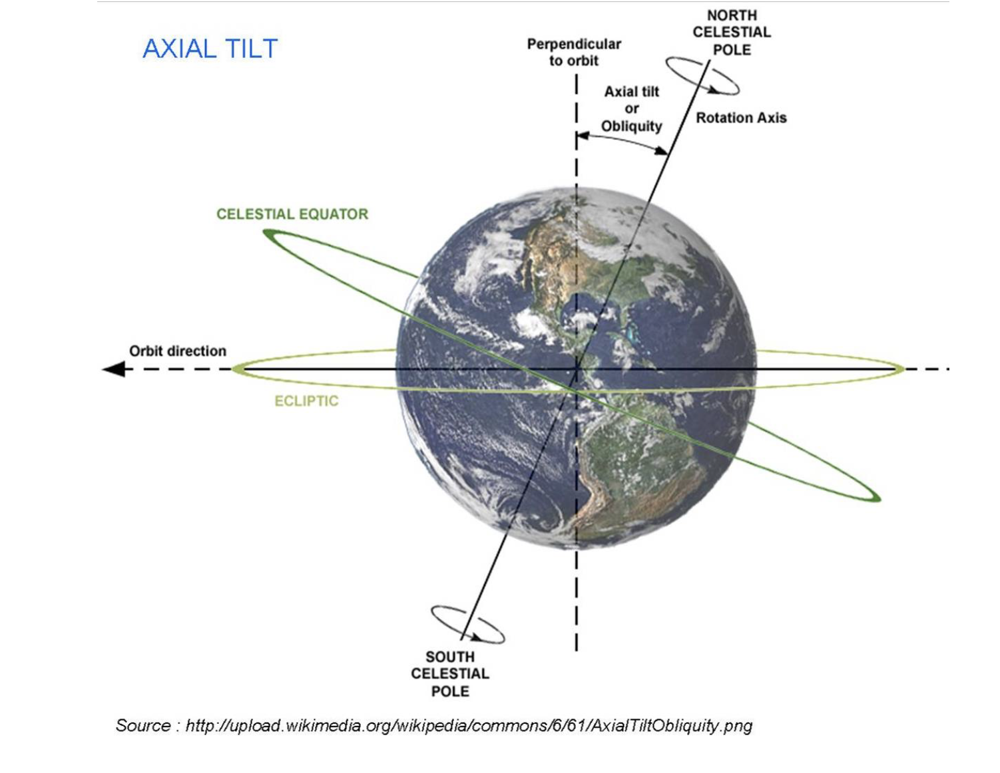 AXIAL TILT
NORTH
CELESTIAL
POLE
Perpendicular
to orbit
Axial tilt
or
Obliquity
Rotation Axis
CELESTIAL EQUATOR
Orbit direction
ECLIPTIC
SOUTH
CELESTIAL
POLE
Source : http://upload.wikimedia.org/wikipedia/commons/6/61/AxialTiltObliquity.png